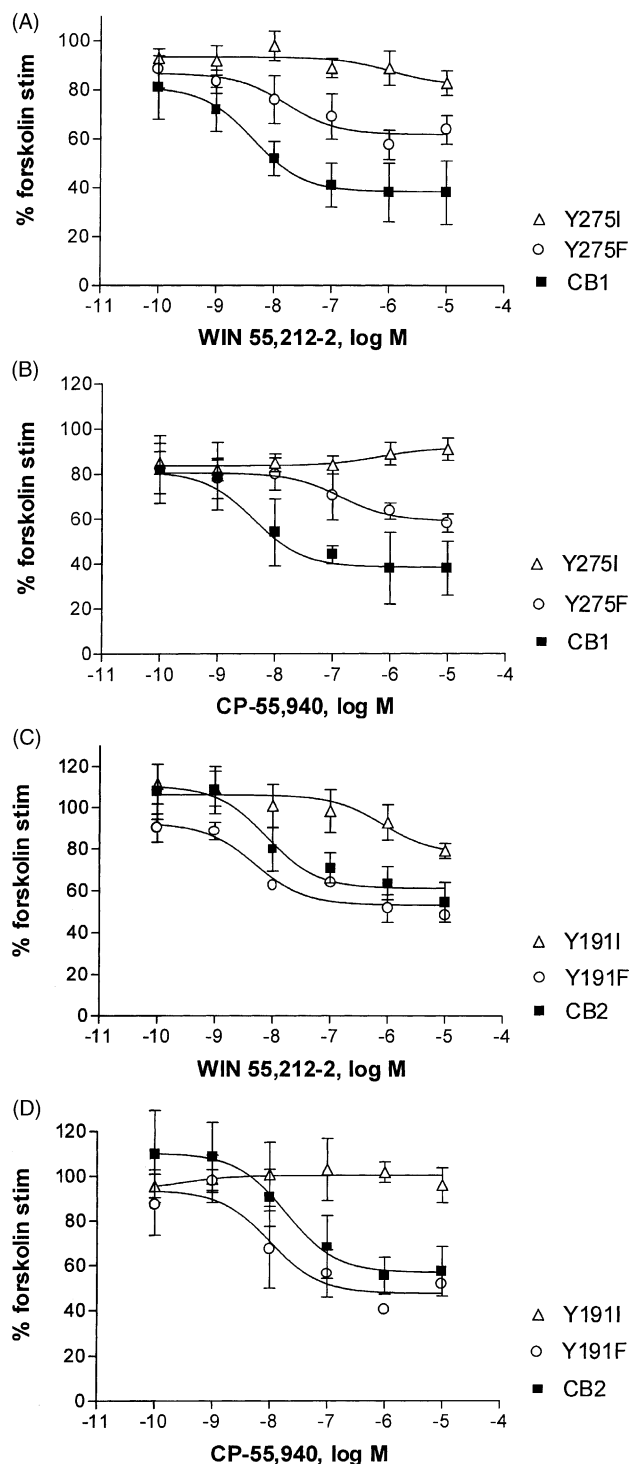 (A)
100
80
60
40
20
0
% forskolin stim
-11 -10 -9 -8 -7 -6 -5 -4
WIN 55,212-2, log M
Y275I
Y275F
CB1
(B)
120
100
80
60
40
20
0
% forskolin stim
-11 -10 -9 -8 -7 -6 -5 -4
CP-55,940, log M
Y275I
Y275F
CB1
(C)
120
100
80
60
40
20
0
% forskolin stim
-11 -10 -9 -8 -7 -6 -5 -4
WIN 55,212-2, log M
Y191I
Y191F
CB2
(D)
120
100
80
60
40
20
0
% forskolin stim
-11 -10 -9 -8 -7 -6 -5 -4
CP-55,940, log M
Y191I
Y191F
CB2